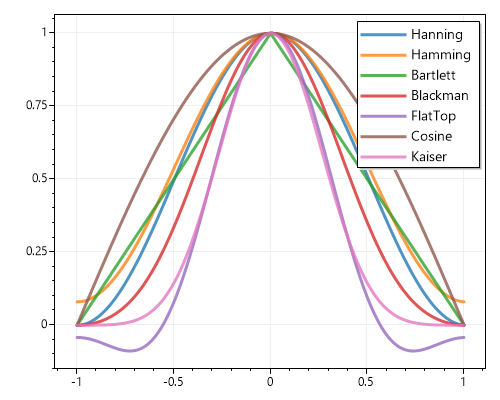 1
0.75
0.5
0.25
0
-1
-0.5
0
0.5
1
Hanning
Hamming
Bartlett
Blackman
FlatTop
Cosine
Kaiser